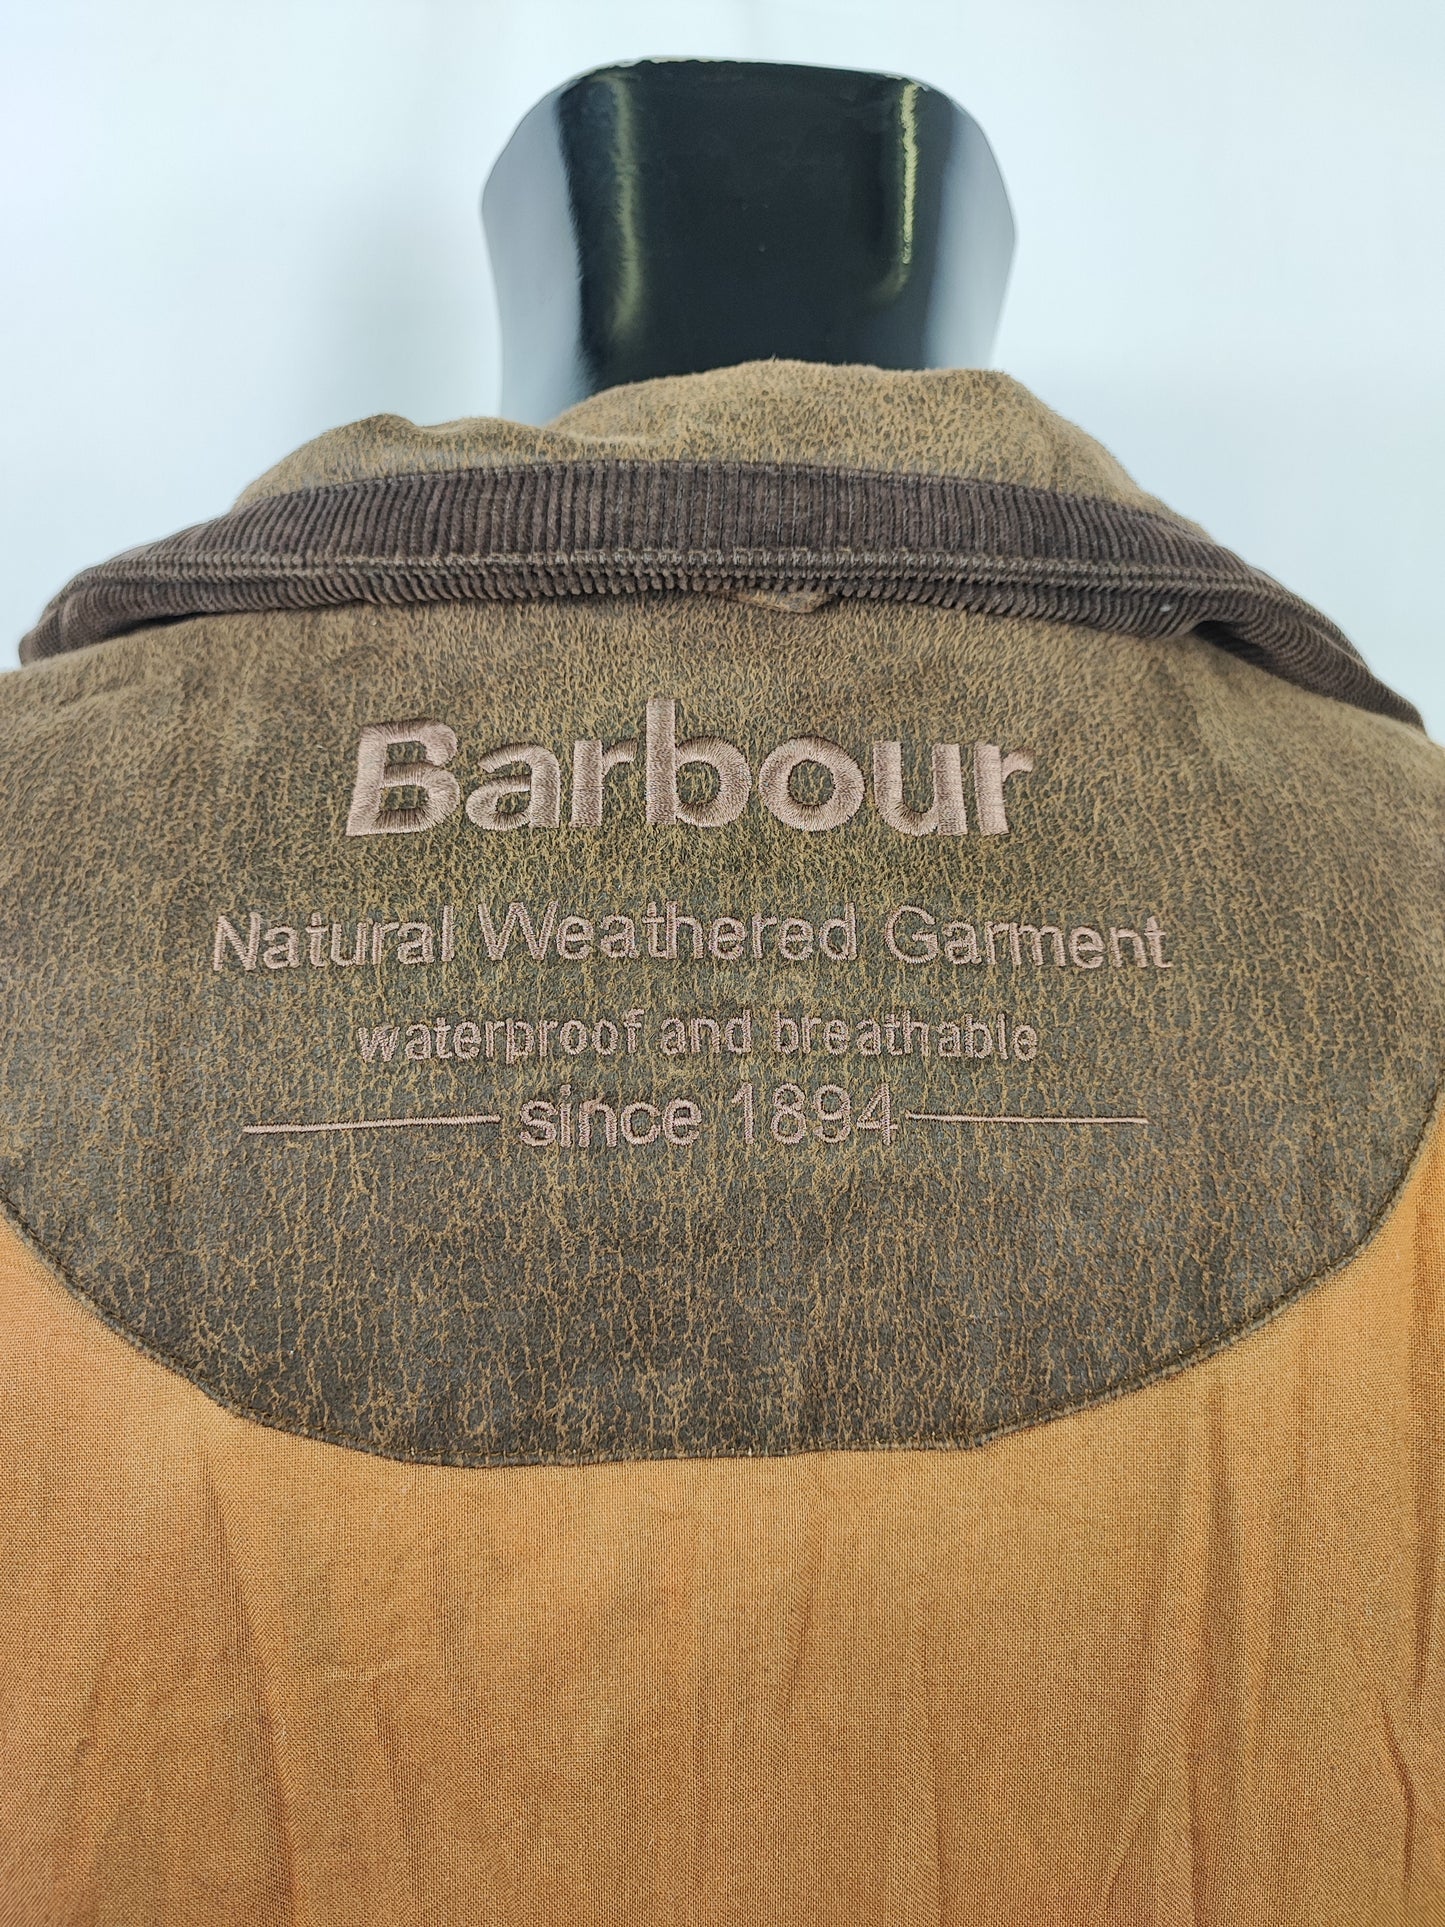 Barbour
Natural Weathered Garment
waterproof and breathable
since 1894